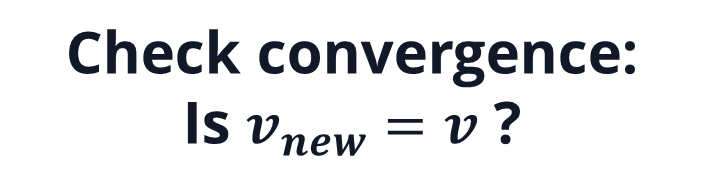 Check convergence:
Is v_new = v ?